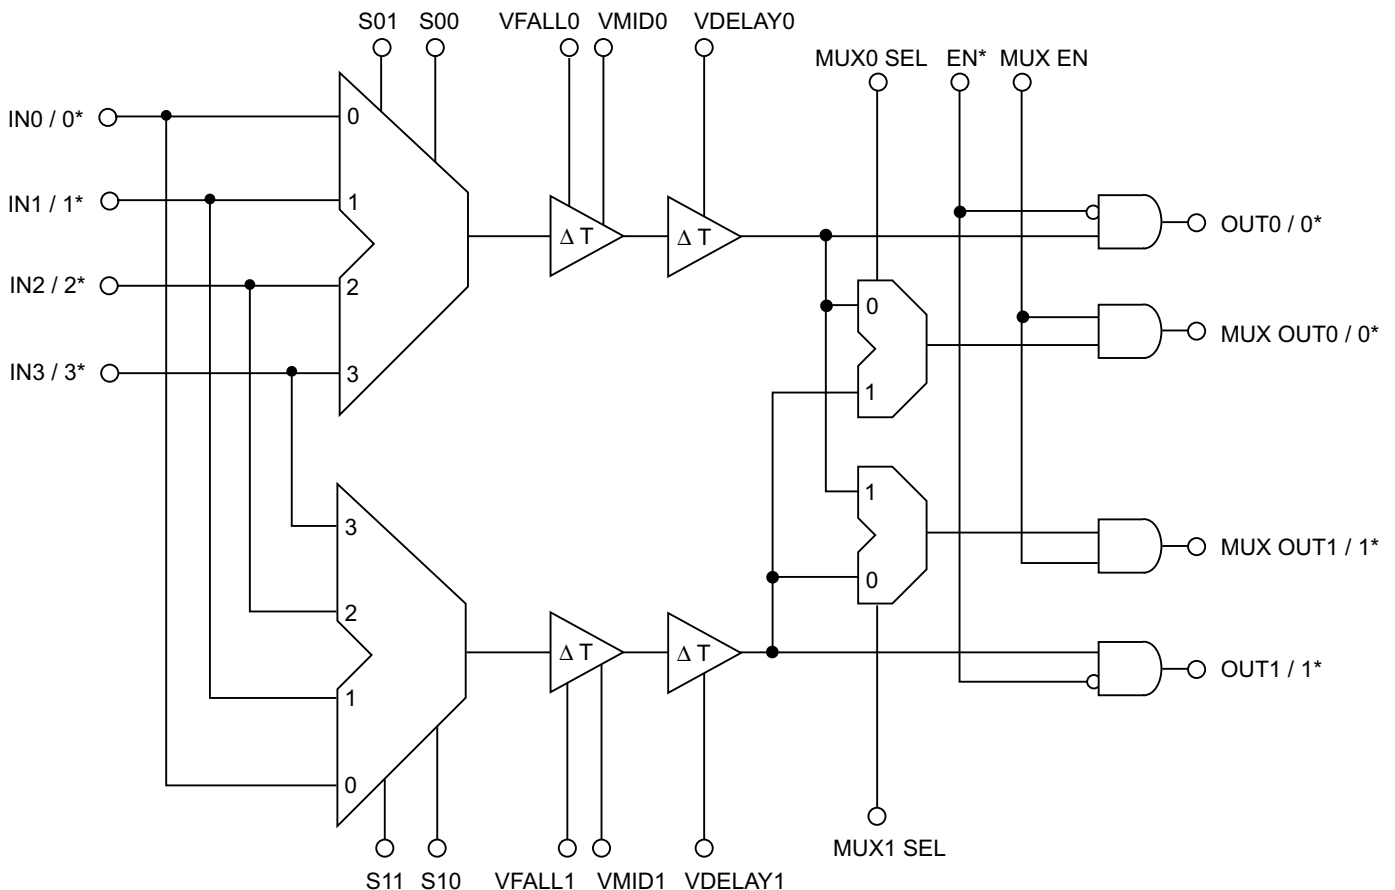 S01 S00 VFALL0 VMID0 VDELAY0
MUX0 SEL EN* MUX EN
IN0 / 0*
0
IN1 / 1*
1
IN2 / 2*
2
IN3 / 3*
3
Δ T
Δ T
OUT0 / 0*
0
MUX OUT0 / 0*
1
1
MUX OUT1 / 1*
0
3
2
1
0
Δ T
Δ T
OUT1 / 1*
MUX1 SEL
S11 S10 VFALL1 VMID1 VDELAY1